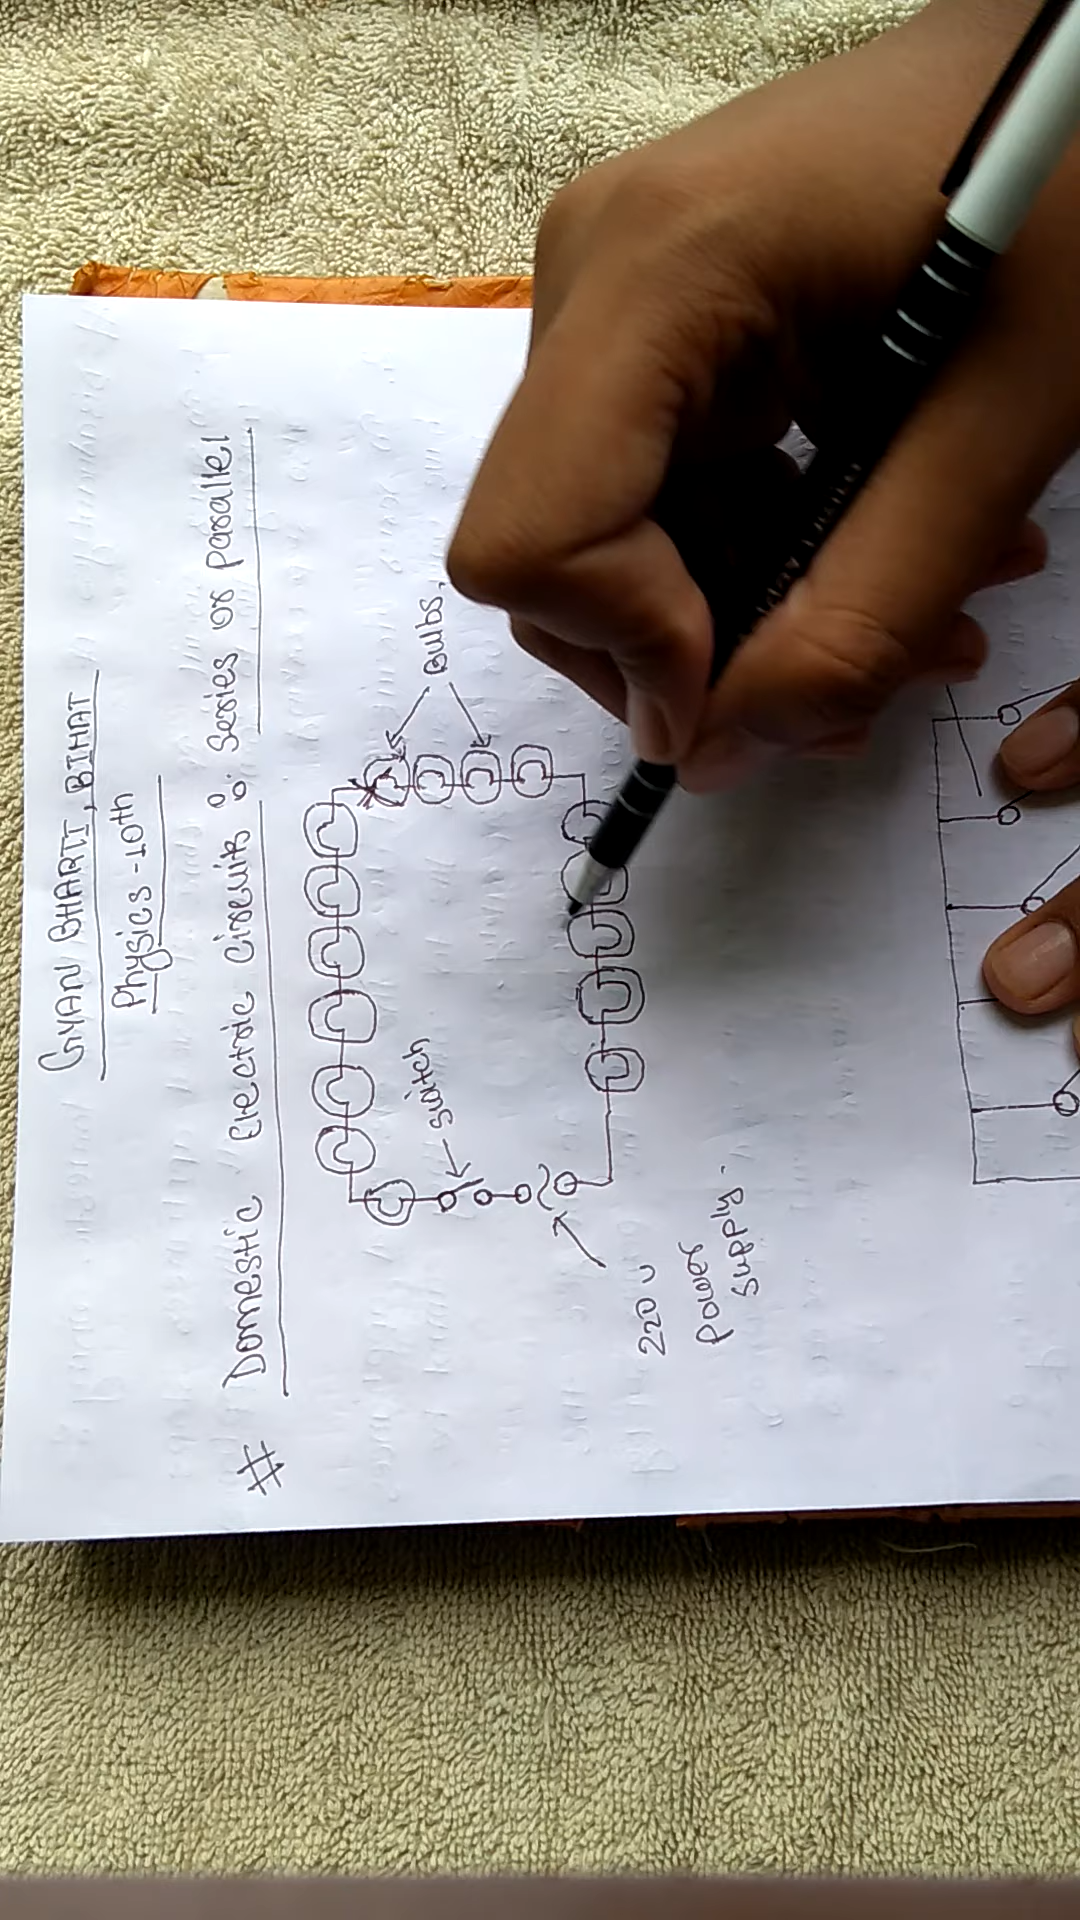 GYAN BHARTI, BIHAT
Physics-10th
# Domestic Electric Circuits : Series or Parallel
Bulbs.
switch
220 V
Power
Supply.